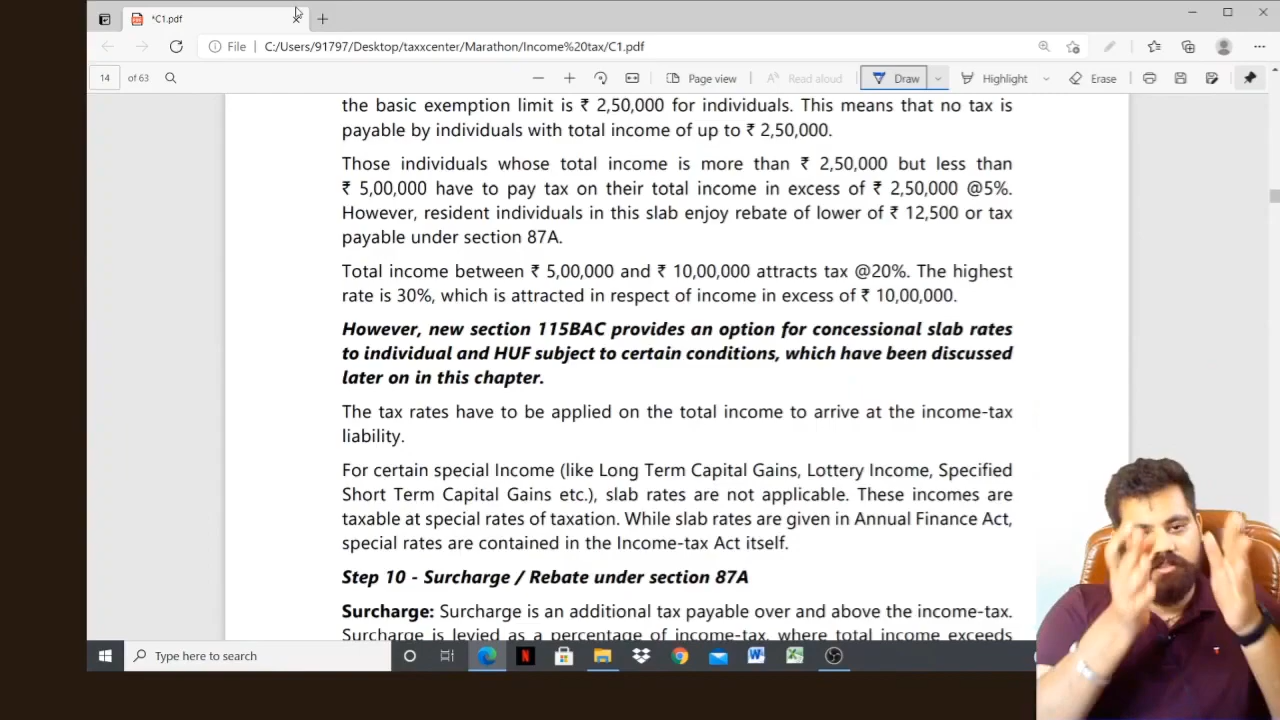 *C1.pdf
File
C:/Users/91797/Desktop/taxxcenter/Marathon/Income%20tax/C1.pdf
14
of 63
Page view
Read aloud
Draw
Highlight
Erase
the basic exemption limit is ₹ 2,50,000 for individuals. This means that no tax is
payable by individuals with total income of up to ₹ 2,50,000.
Those individuals whose total income is more than ₹ 2,50,000 but less than
₹ 5,00,000 have to pay tax on their total income in excess of ₹ 2,50,000 @5%.
However, resident individuals in this slab enjoy rebate of lower of ₹ 12,500 or tax
payable under section 87A.
Total income between ₹ 5,00,000 and ₹ 10,00,000 attracts tax @20%. The highest
rate is 30%, which is attracted in respect of income in excess of ₹ 10,00,000.
However, new section 115BAC provides an option for concessional slab rates
to individual and HUF subject to certain conditions, which have been discussed
later on in this chapter.
The tax rates have to be applied on the total income to arrive at the income-tax
liability.
For certain special Income (like Long Term Capital Gains, Lottery Income, Specified
Short Term Capital Gains etc.), slab rates are not applicable. These incomes are
taxable at special rates of taxation. While slab rates are given in Annual Finance Act,
special rates are contained in the Income-tax Act itself.
Step 10 - Surcharge / Rebate under section 87A
Surcharge: Surcharge is an additional tax payable over and above the income-tax.
Surcharge is levied as a percentage of income-tax, where total income exceeds
Type here to search